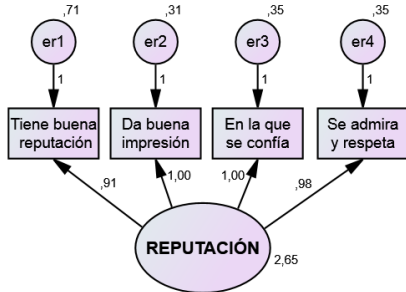 ,71
,31
,35
,35
er1
er2
er3
er4
1
1
1
1
Tiene buena
reputación
Da buena
impresión
En la que
se confía
Se admira
y respeta
,91
1,00
1,00
,98
REPUTACIÓN
2,65